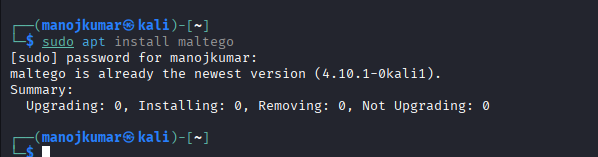 ┌──(manojkumar㉿kali)-[~]
└─$ sudo apt install maltego
[sudo] password for manojkumar:
maltego is already the newest version (4.10.1-0kali1).
Summary:
  Upgrading: 0, Installing: 0, Removing: 0, Not Upgrading: 0
┌──(manojkumar㉿kali)-[~]
└─$